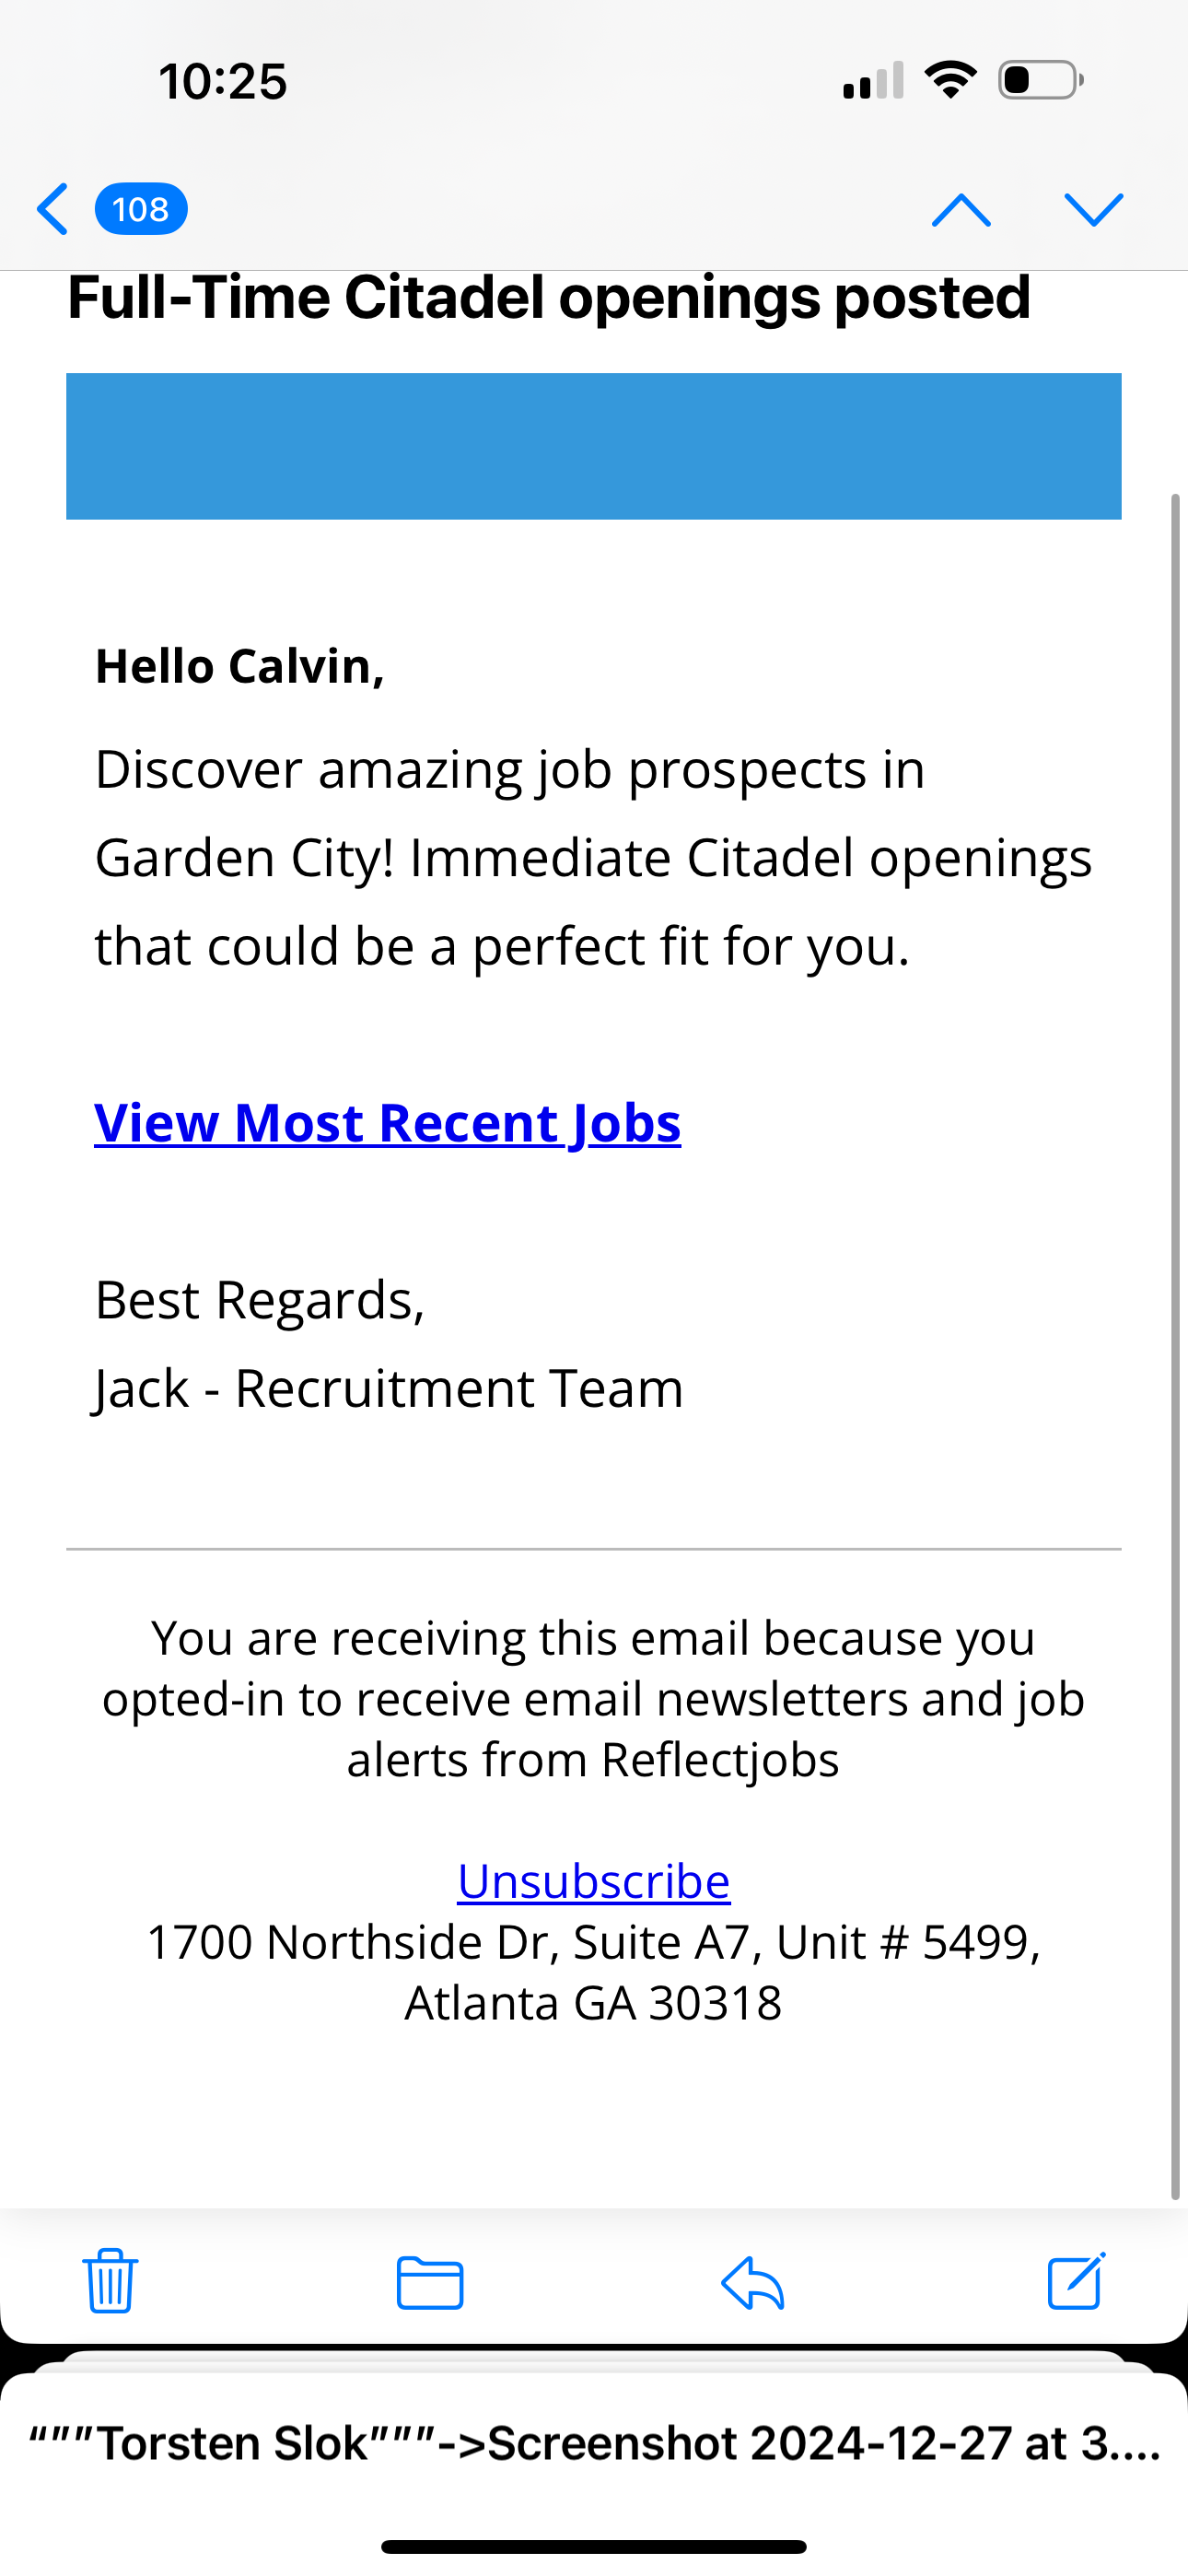 10:25
108
Full-Time Citadel openings posted
Hello Calvin,
Discover amazing job prospects in
Garden City! Immediate Citadel openings
that could be a perfect fit for you.
View Most Recent Jobs
Best Regards,
Jack - Recruitment Team
You are receiving this email because you
opted-in to receive email newsletters and job
alerts from Reflectjobs
Unsubscribe
1700 Northside Dr, Suite A7, Unit # 5499,
Atlanta GA 30318
“””Torsten Slok”””->Screenshot 2024-12-27 at 3....